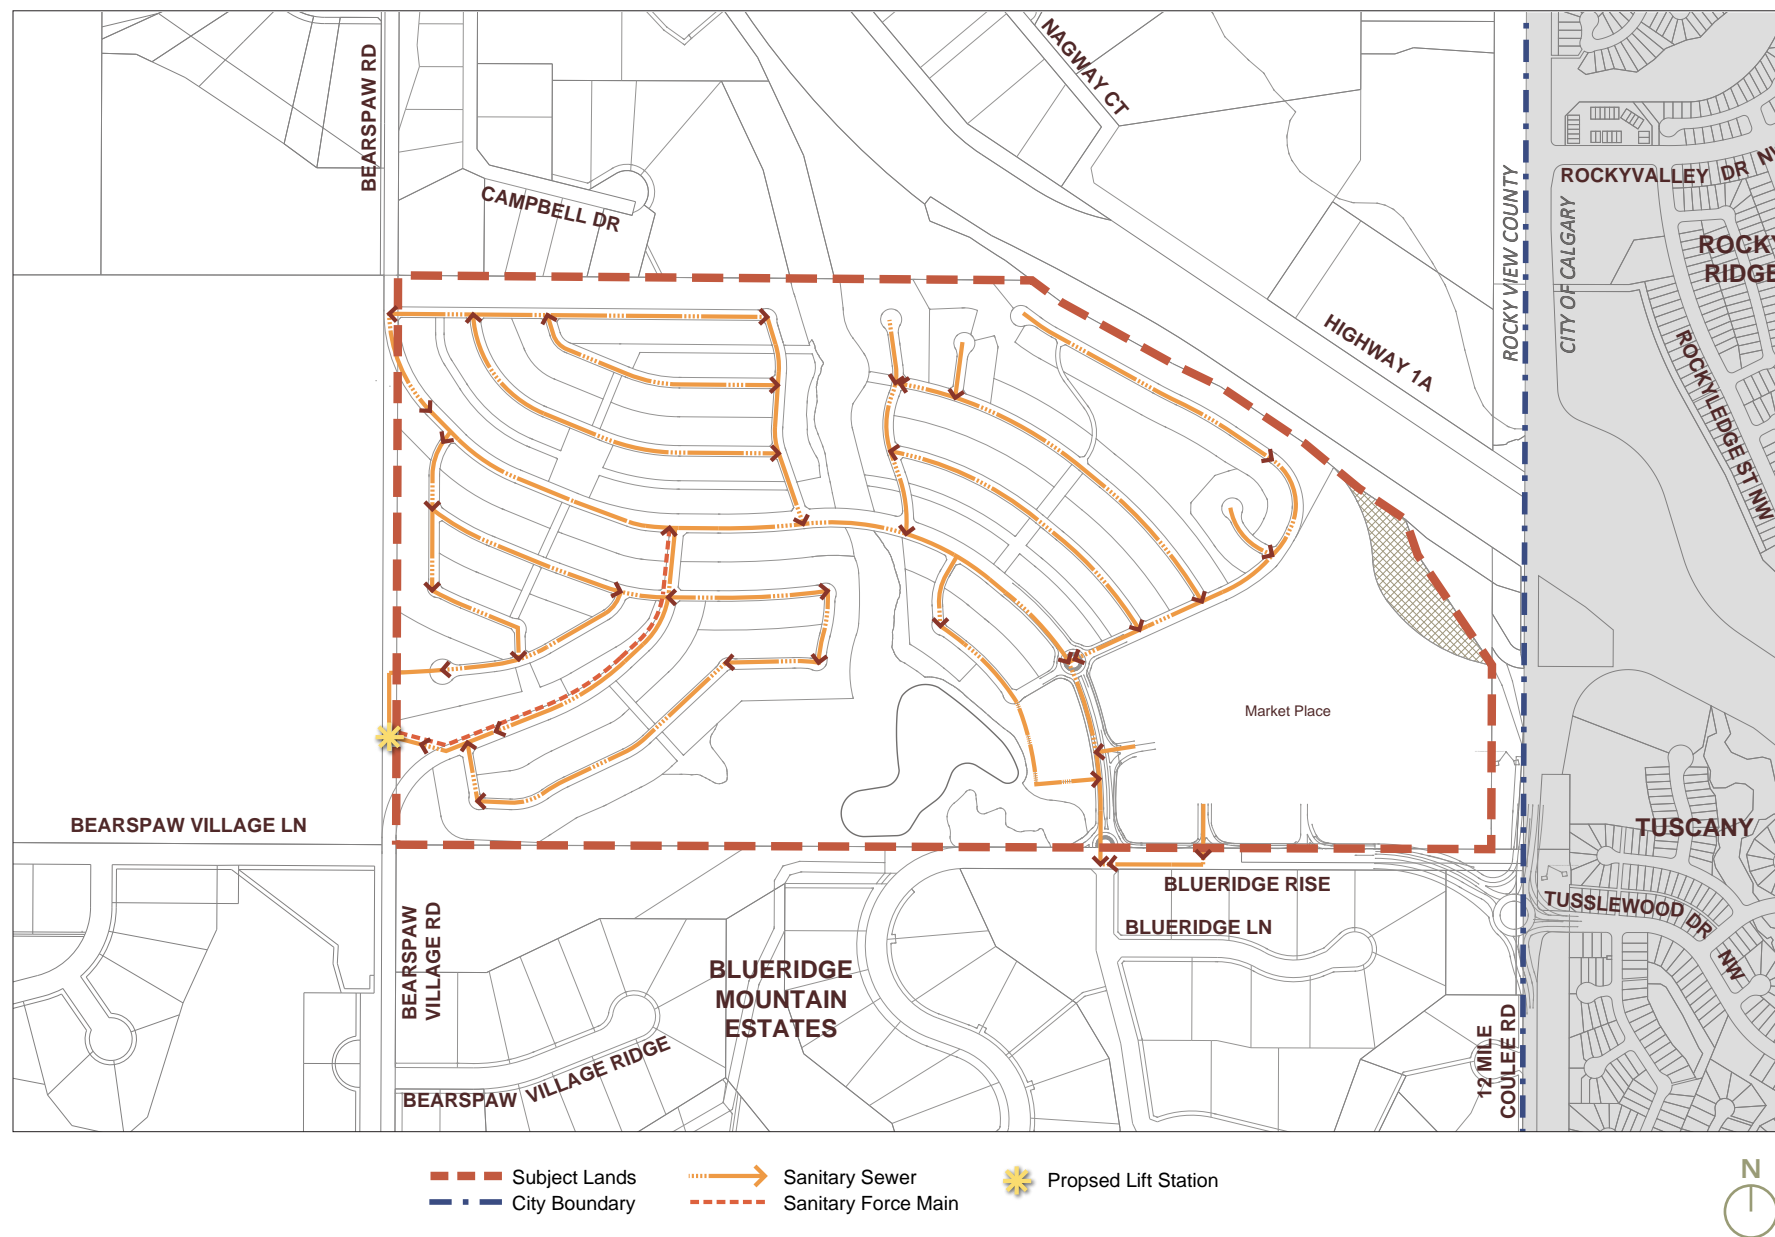 BEARSPAW RD
NAGWAY CT
CAMPBELL DR
ROCKYVALLEY DR
ROCKY VIEW COUNTY
CITY OF CALGARY
RIDGE
HIGHWAY 1A
ROCKYLEDGE ST NW
Market Place
BEARSPAW VILLAGE LN
TUSCANY
BLUERIDGE RISE
TUSSLEWOOD DR NW
BLUERIDGE LN
BEARSPAW
VILLAGE RD
BLUERIDGE
MOUNTAIN
ESTATES
12 MILE
COULEE RD
BEARSPAW VILLAGE RIDGE
Subject Lands
City Boundary
Sanitary Sewer
Sanitary Force Main
Propsed Lift Station
N